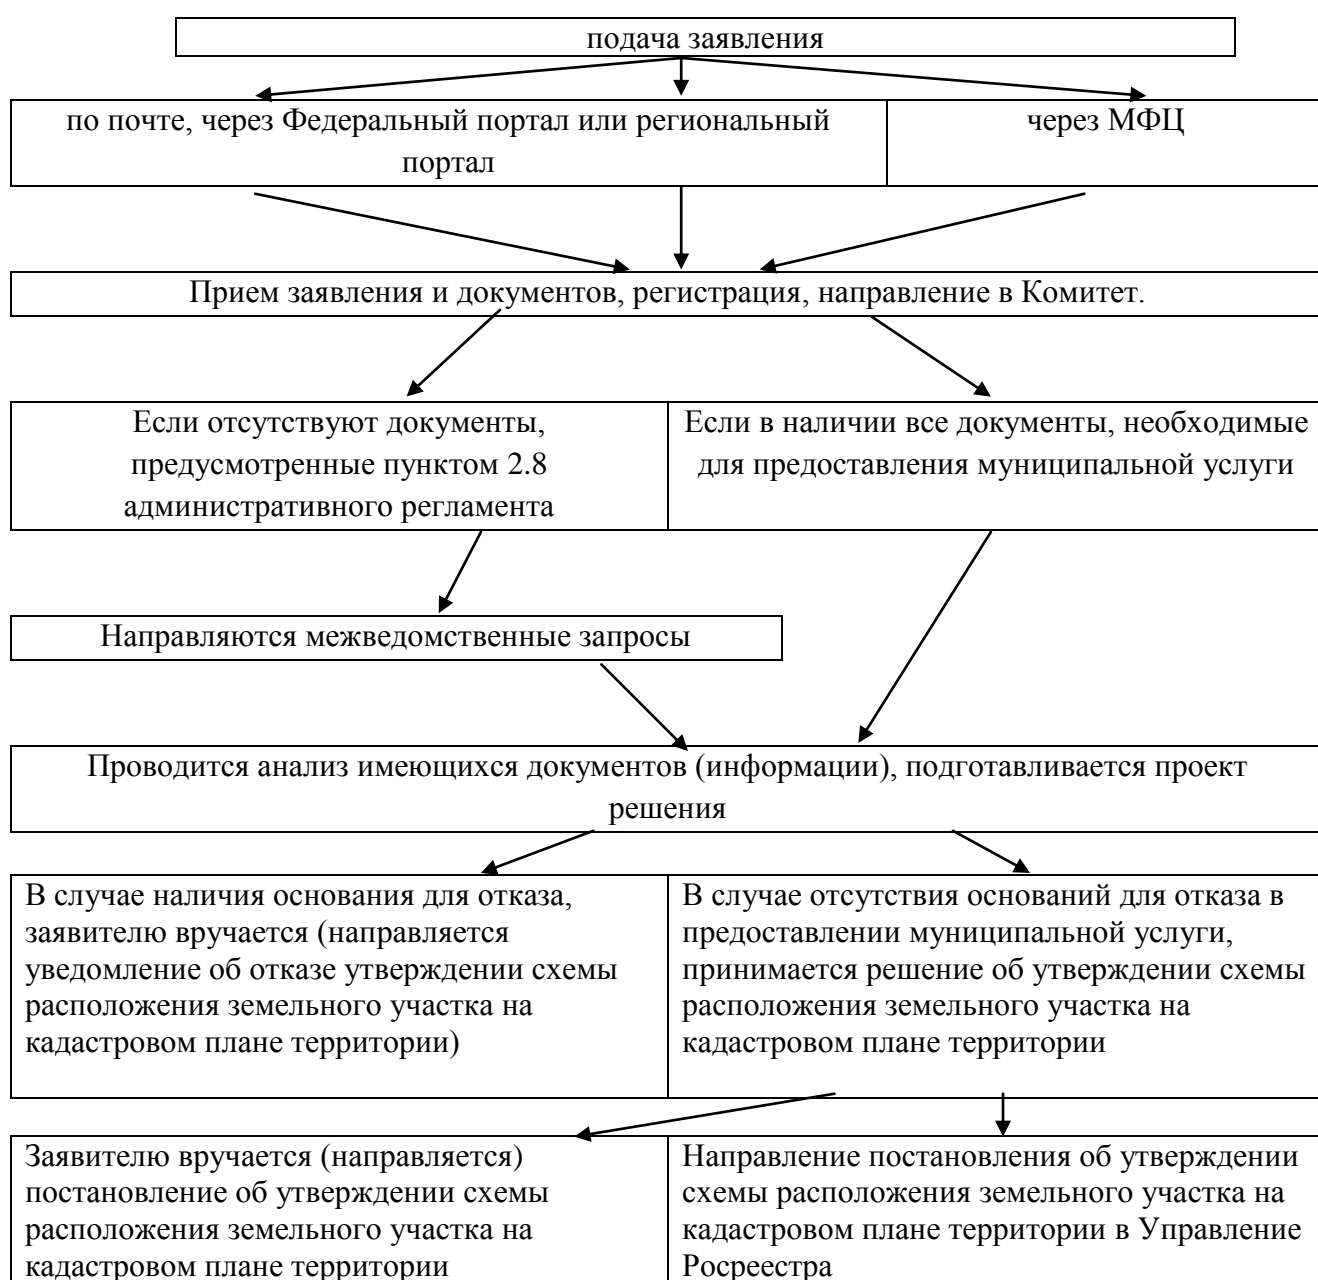 подача заявления
по почте, через Федеральный портал или региональный
портал
через МФЦ
Прием заявления и документов, регистрация, направление в Комитет.
Если отсутствуют документы,
предусмотренные пунктом 2.8
административного регламента
Если в наличии все документы, необходимые
для предоставления муниципальной услуги
Направляются межведомственные запросы
Проводится анализ имеющихся документов (информации), подготавливается проект
решения
В случае наличия основания для отказа,
заявителю вручается (направляется
уведомление об отказе утверждении схемы
расположения земельного участка на
кадастровом плане территории)
В случае отсутствия оснований для отказа в
предоставлении муниципальной услуги,
принимается решение об утверждении схемы
расположения земельного участка на
кадастровом плане территории
Заявителю вручается (направляется)
постановление об утверждении схемы
расположения земельного участка на
кадастровом плане территории
Направление постановления об утверждении
схемы расположения земельного участка на
кадастровом плане территории в Управление
Росреестра